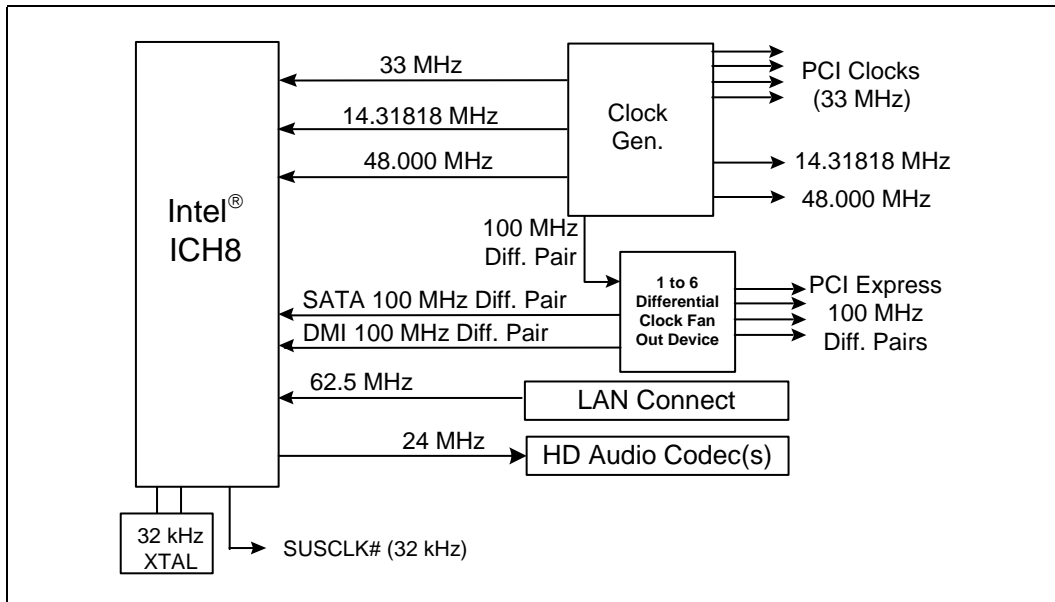 33 MHz
14.31818 MHz
48.000 MHz
Intel®
ICH8
Clock
Gen.
PCI Clocks
(33 MHz)
14.31818 MHz
48.000 MHz
100 MHz
Diff. Pair
1 to 6
Differential
Clock Fan
Out Device
PCI Express
100 MHz
Diff. Pairs
SATA 100 MHz Diff. Pair
DMI 100 MHz Diff. Pair
62.5 MHz
LAN Connect
24 MHz
HD Audio Codec(s)
32 kHz
XTAL
SUSCLK# (32 kHz)